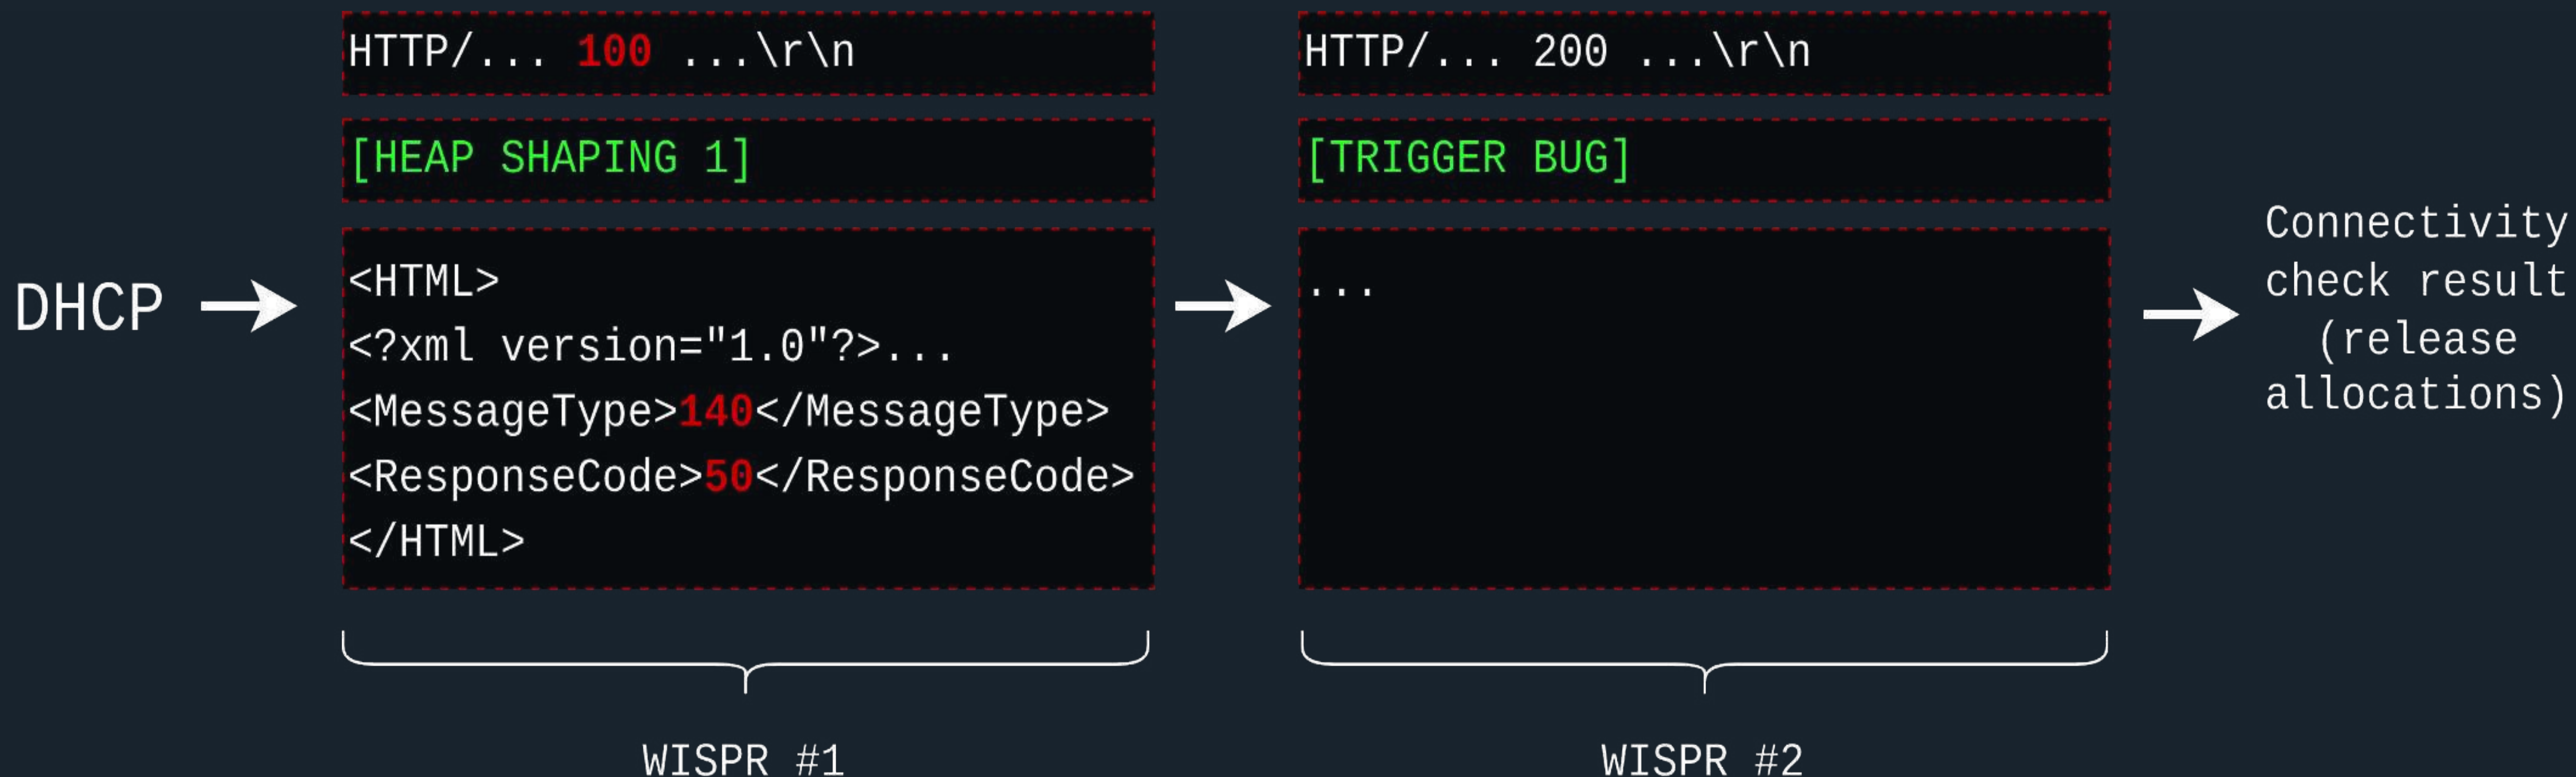 DHCP
HTTP/... 100 ...\r\n
[HEAP SHAPING 1]
<HTML>
<?xml version="1.0"?>...
<MessageType>140</MessageType>
<ResponseCode>50</ResponseCode>
</HTML>
WISPR #1
HTTP/... 200 ...\r\n
[TRIGGER BUG]
...
WISPR #2
Connectivity
check result
(release
allocations)